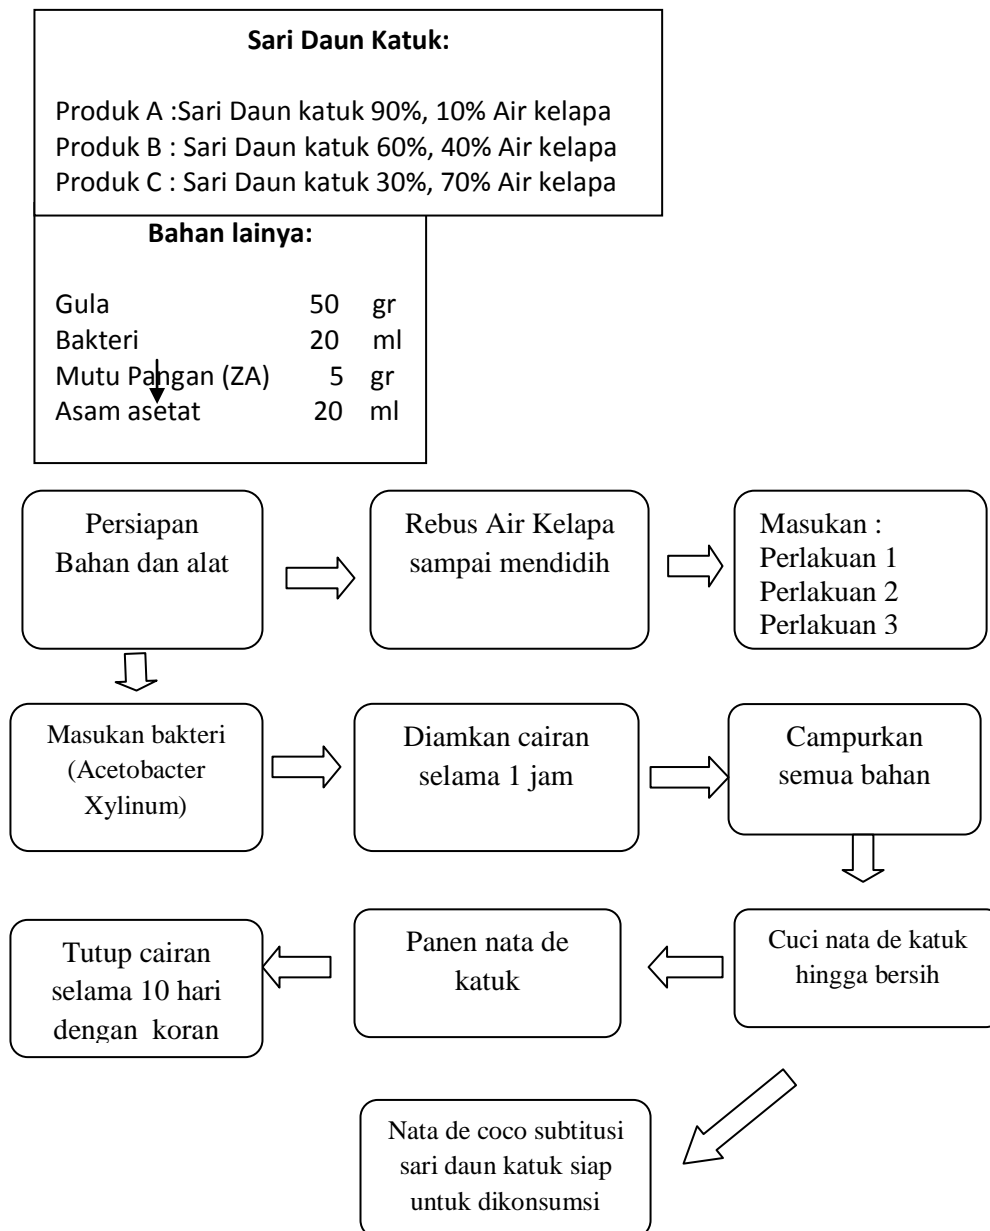 Sari Daun Katuk:
Produk A :Sari Daun katuk 90%, 10% Air kelapa
Produk B : Sari Daun katuk 60%, 40% Air kelapa
Produk C : Sari Daun katuk 30%, 70% Air kelapa
Bahan lainya:
Gula 50 gr
Bakteri 20 ml
Mutu Pangan (ZA) 5 gr
Asam asetat 20 ml
Persiapan
Bahan dan alat
Rebus Air Kelapa
sampai mendidih
Masukan :
Perlakuan 1
Perlakuan 2
Perlakuan 3
Masukan bakteri
(Acetobacter
Xylinum)
Diamkan cairan
selama 1 jam
Campurkan
semua bahan
Tutup cairan
selama 10 hari
dengan koran
Panen nata de
katuk
Cuci nata de katuk
hingga bersih
Nata de coco subtitusi
sari daun katuk siap
untuk dikonsumsi